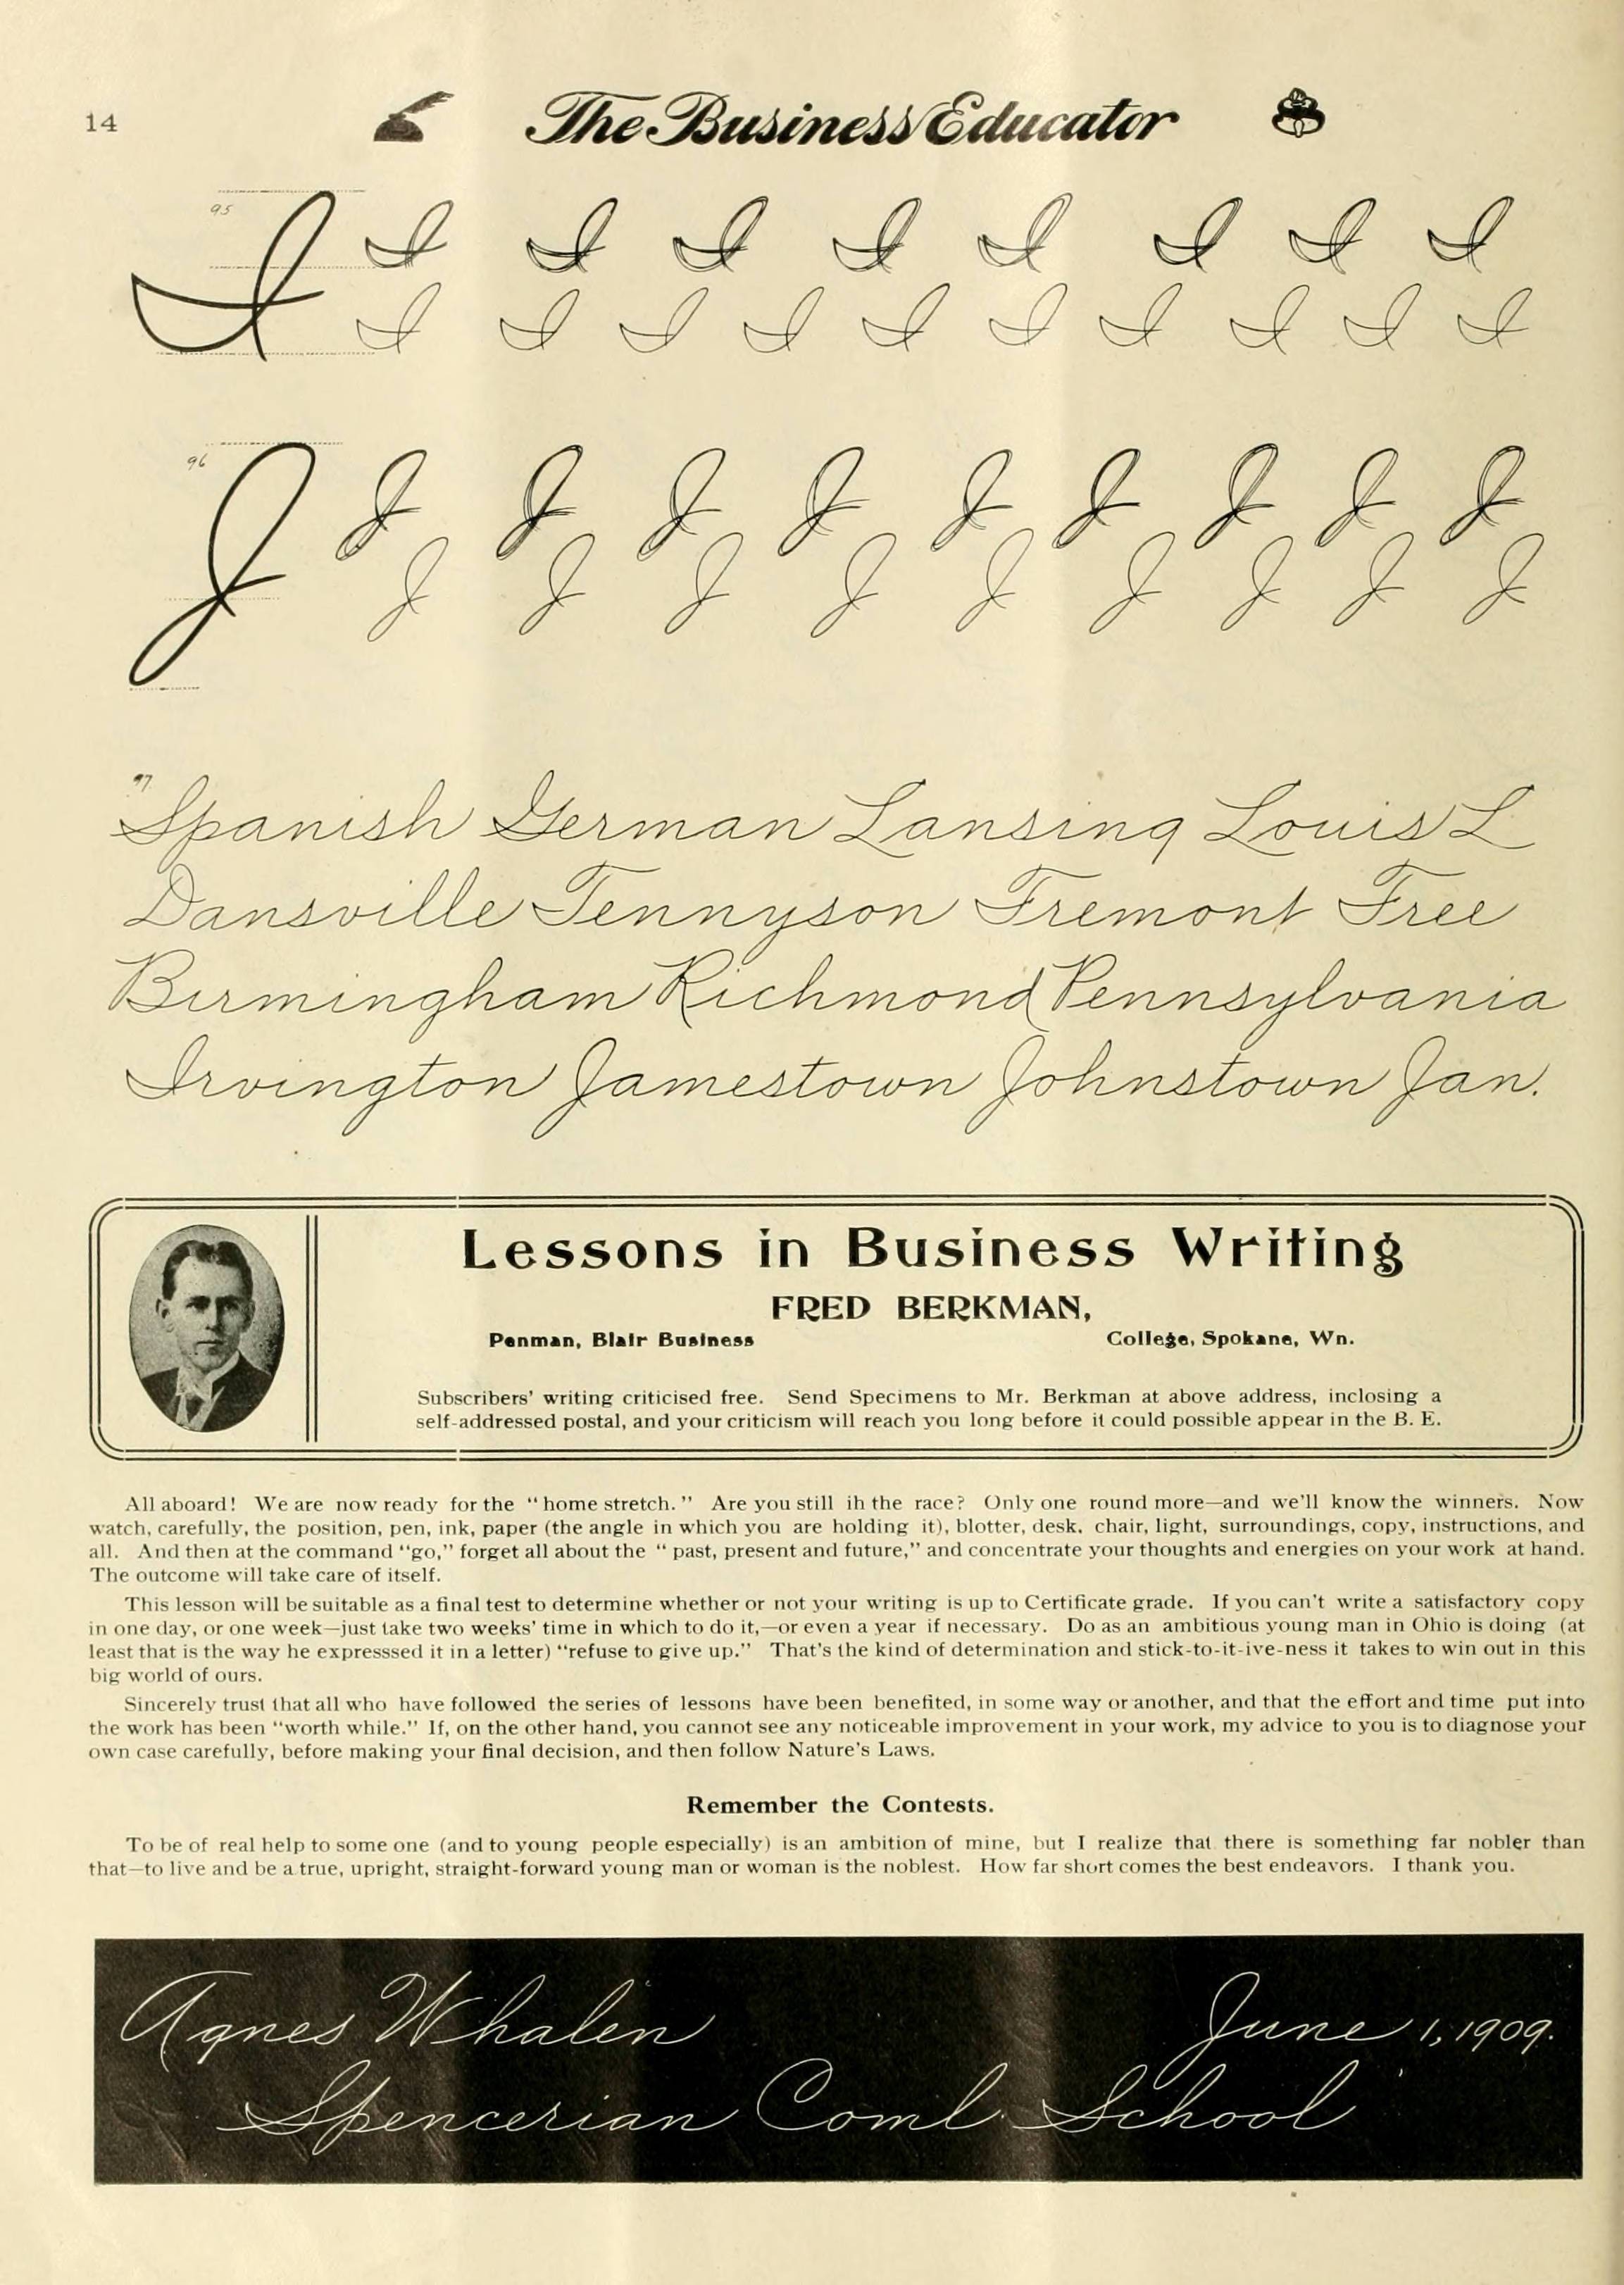 14
The Business Educator
95
I I I I I I I I I
I I I I I I I I I I
96
J J J J J J J J J J
J J J J J J J J J
97
Spanish German Lansing Louis L
Dansville Tennyson Fremont Free
Birmingham Richmond Pennsylvania
Irvington Jamestown Johnstown Jan.
Lessons in Business Writing
FRED BERKMAN,
Penman, Blair Business College, Spokane, Wn.
Subscribers' writing criticised free. Send Specimens to Mr. Berkman at above address, inclosing a
self-addressed postal, and your criticism will reach you long before it could possible appear in the B. E.
All aboard! We are now ready for the "home stretch." Are you still ih the race? Only one round more—and we'll know the winners. Now
watch, carefully, the position, pen, ink, paper (the angle in which you are holding it), blotter, desk. chair, light, surroundings, copy, instructions, and
all. And then at the command "go," forget all about the "past, present and future," and concentrate your thoughts and energies on your work at hand.
The outcome will take care of itself.
This lesson will be suitable as a final test to determine whether or not your writing is up to Certificate grade. If you can't write a satisfactory copy
in one day, or one week—just take two weeks' time in which to do it,—or even a year if necessary. Do as an ambitious young man in Ohio is doing (at
least that is the way he expresssed it in a letter) "refuse to give up." That's the kind of determination and stick-to-it-ive-ness it takes to win out in this
big world of ours.
Sincerely trust that all who have followed the series of lessons have been benefited, in some way or another, and that the effort and time put into
the work has been "worth while." If, on the other hand, you cannot see any noticeable improvement in your work, my advice to you is to diagnose your
own case carefully, before making your final decision, and then follow Nature's Laws.
Remember the Contests.
To be of real help to some one (and to young people especially) is an ambition of mine, but I realize that there is something far nobler than
that—to live and be a true, upright, straight-forward young man or woman is the noblest. How far short comes the best endeavors. I thank you.
Agnes Whalen June 1, 1909.
Spencerian Coml. School